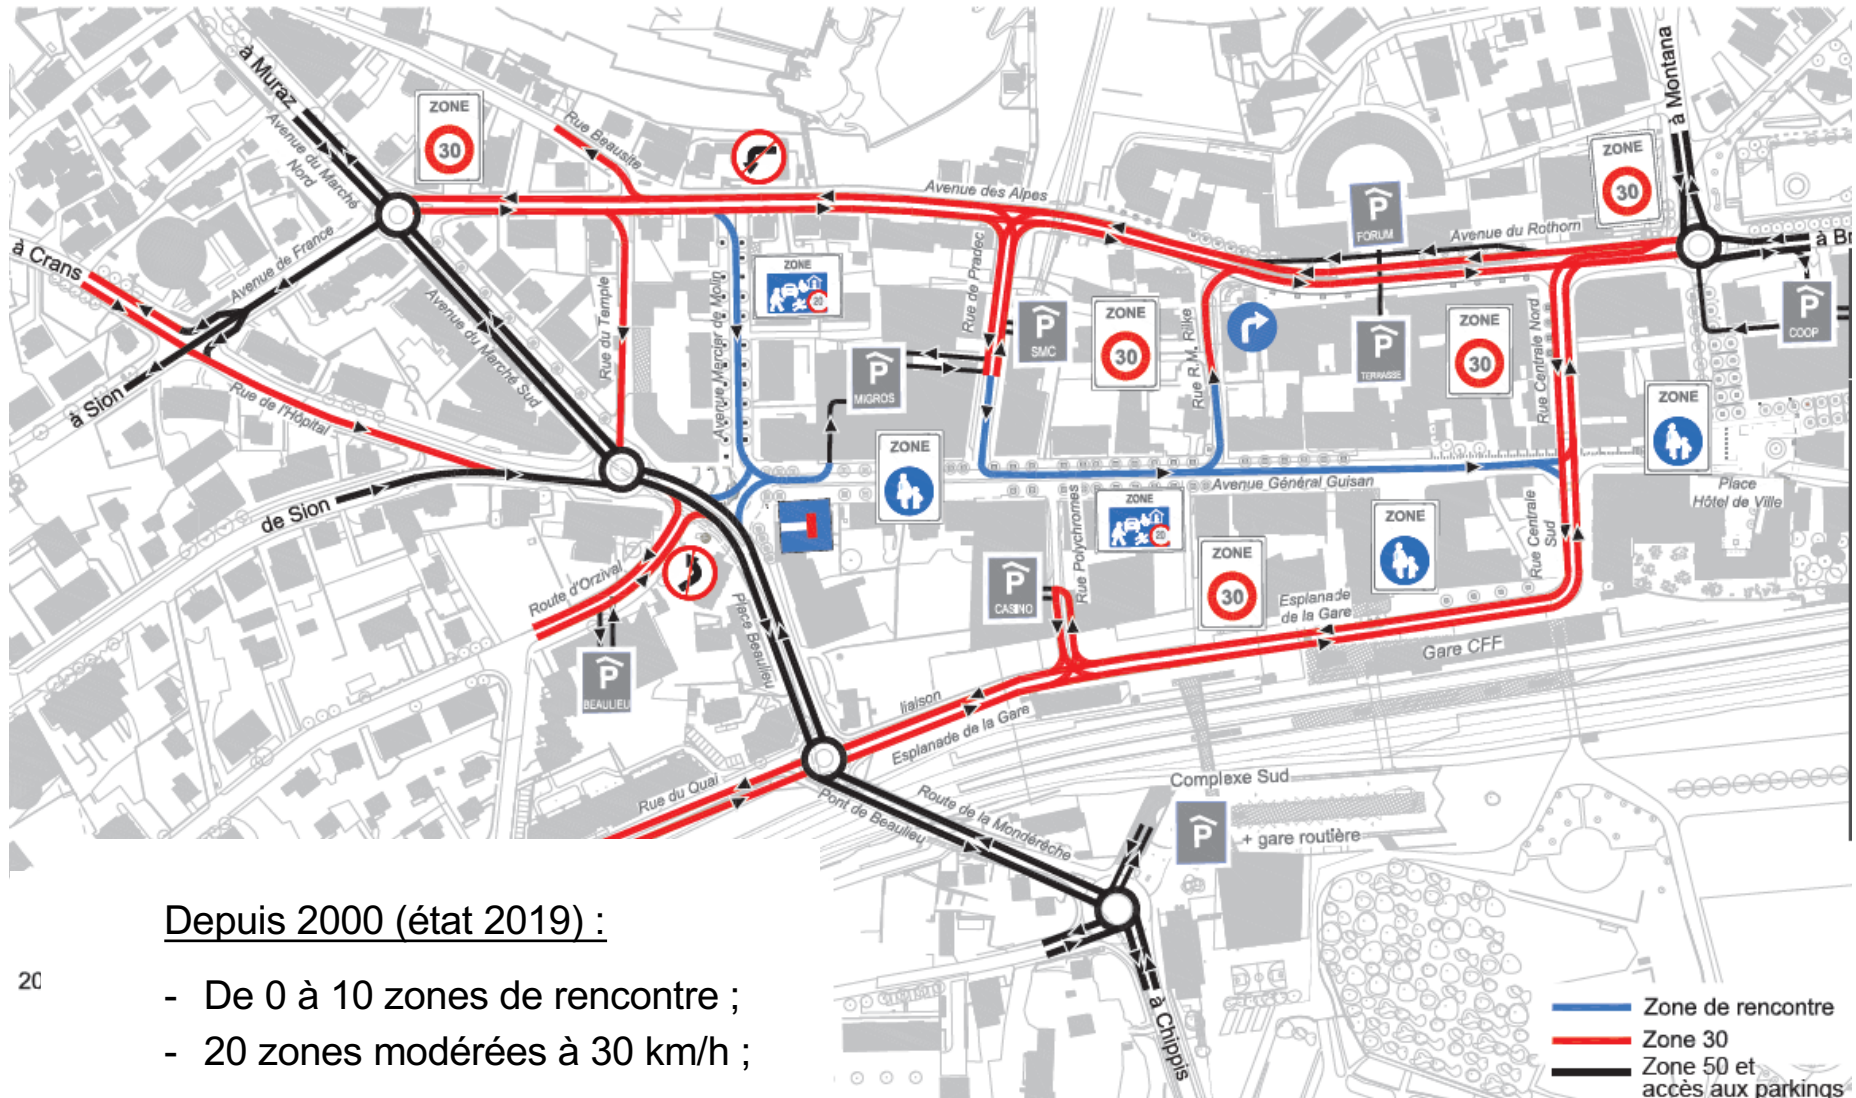 à Muraz
Avenue du Marché
Nord
ZONE
30
Rue Beausite
Avenue des Alpes
à Montana
ZONE
30
P
FORUM
Avenue du Rothorn
à Br
à Crans
Avenue de France
Avenue du Marché Sud
Rue du Temple
Avenue Mercier de Molin
ZONE
20
Rue de Pradec
P
SMC
ZONE
30
Rue R.M. Rilke
P
TERRASSE
ZONE
30
Rue Centrale Nord
P
COOP
à Sion
Rue de l'Hôpital
P
MIGROS
ZONE
ZONE
de Sion
Avenue Général Guisan
Place
Hôtel de Ville
ZONE
20
ZONE
Rue Polychromes
Rue Centrale
Sud
Route d'Orzival
Place Beaulieu
P
CASINO
ZONE
30
Esplanade
de la Gare
Gare CFF
P
BEAULIEU
liaison
Esplanade de la Gare
Rue du Quai
Pont de Beaulieu
Route de la Mondérèche
Complexe Sud
P
+ gare routière
à Chippis
Depuis 2000 (état 2019) :
- De 0 à 10 zones de rencontre ;
- 20 zones modérées à 30 km/h ;
20
Zone de rencontre
Zone 30
Zone 50 et
accès aux parkings